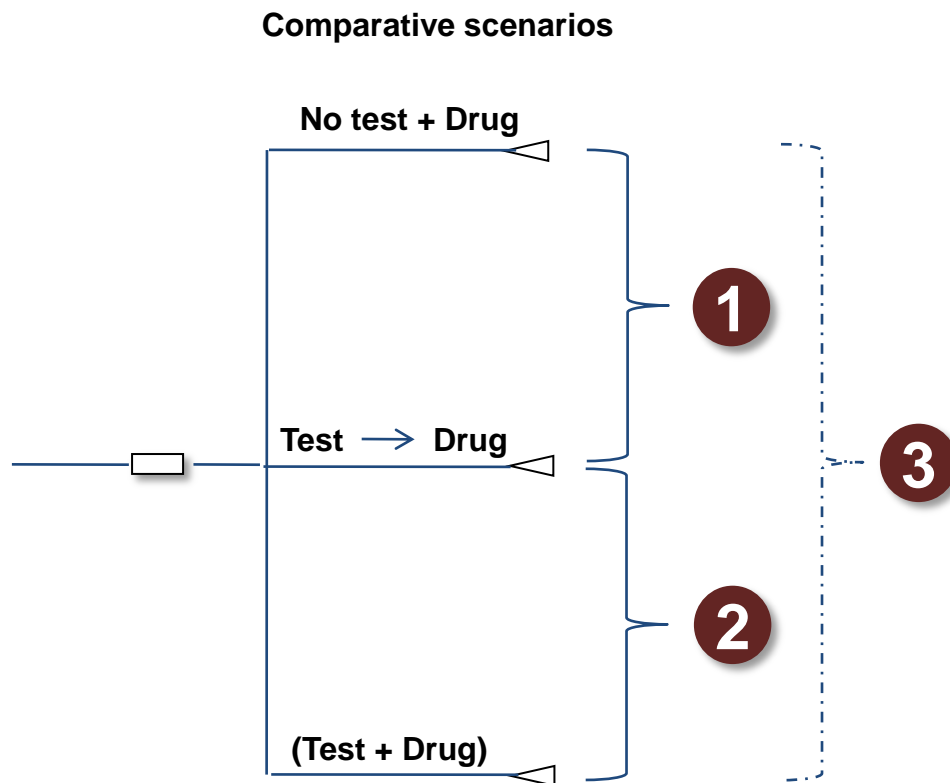 Comparative scenarios
No test + Drug
1
Test → Drug
3
2
(Test + Drug)